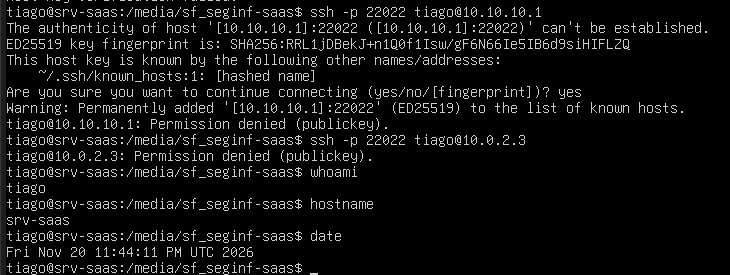 tiago@srv-saas:/media/sf_seginf-saas$ ssh -p 22022 tiago@10.10.10.1
The authenticity of host '[10.10.10.1]:22022 ([10.10.10.1]:22022)' can't be established.
ED25519 key fingerprint is: SHA256:RRL1jDBekJ+n1Q0f1Isw/gF6N66Ie5IB6d9siHIFLZQ
This host key is known by the following other names/addresses:
    ~/.ssh/known_hosts:1: [hashed name]
Are you sure you want to continue connecting (yes/no/[fingerprint])? yes
Warning: Permanently added '[10.10.10.1]:22022' (ED25519) to the list of known hosts.
tiago@10.10.10.1: Permission denied (publickey).
tiago@srv-saas:/media/sf_seginf-saas$ ssh -p 22022 tiago@10.0.2.3
tiago@10.0.2.3: Permission denied (publickey).
tiago@srv-saas:/media/sf_seginf-saas$ whoami
tiago
tiago@srv-saas:/media/sf_seginf-saas$ hostname
srv-saas
tiago@srv-saas:/media/sf_seginf-saas$ date
Fri Nov 20 11:44:11 PM UTC 2026
tiago@srv-saas:/media/sf_seginf-saas$ _